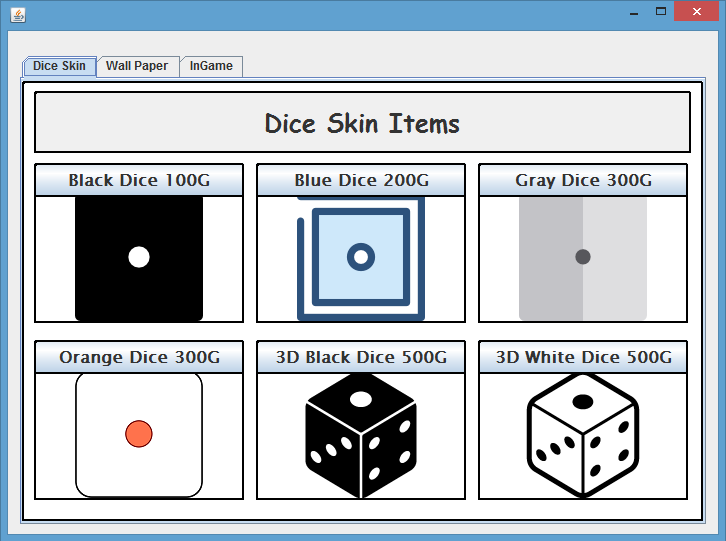 Dice Skin
Wall Paper
InGame
Dice Skin Items
Black Dice 100G
Blue Dice 200G
Gray Dice 300G
Orange Dice 300G
3D Black Dice 500G
3D White Dice 500G